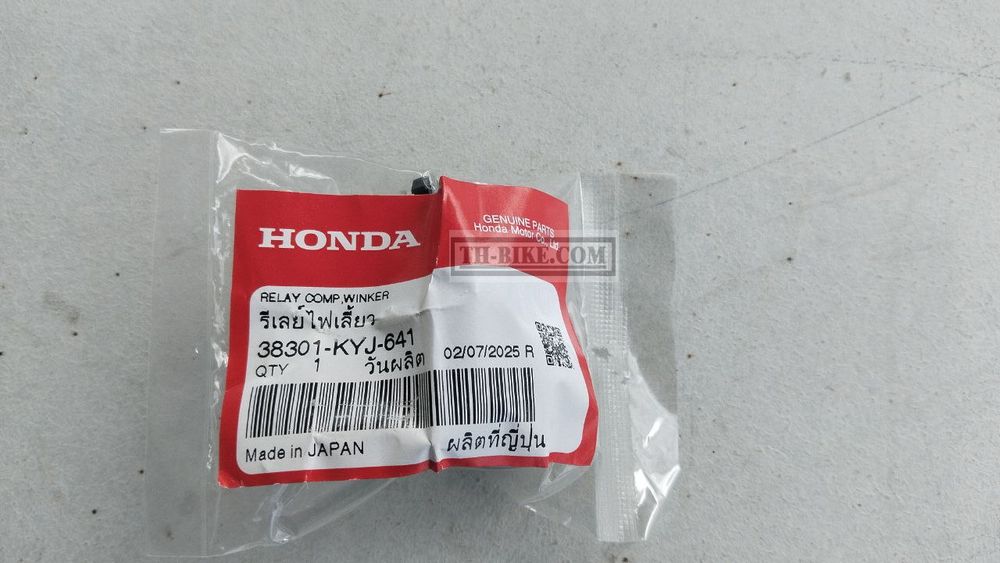 HONDA
GENUINE PARTS
Honda Motor Co., Ltd
TH-BIKE.COM
RELAY COMP,WINKER
รีเลย์ไฟเลี้ยว
38301-KYJ-641
QTY 1 วันผลิต 02/07/2025 R
Made in JAPAN ผลิตที่ญี่ปุ่น